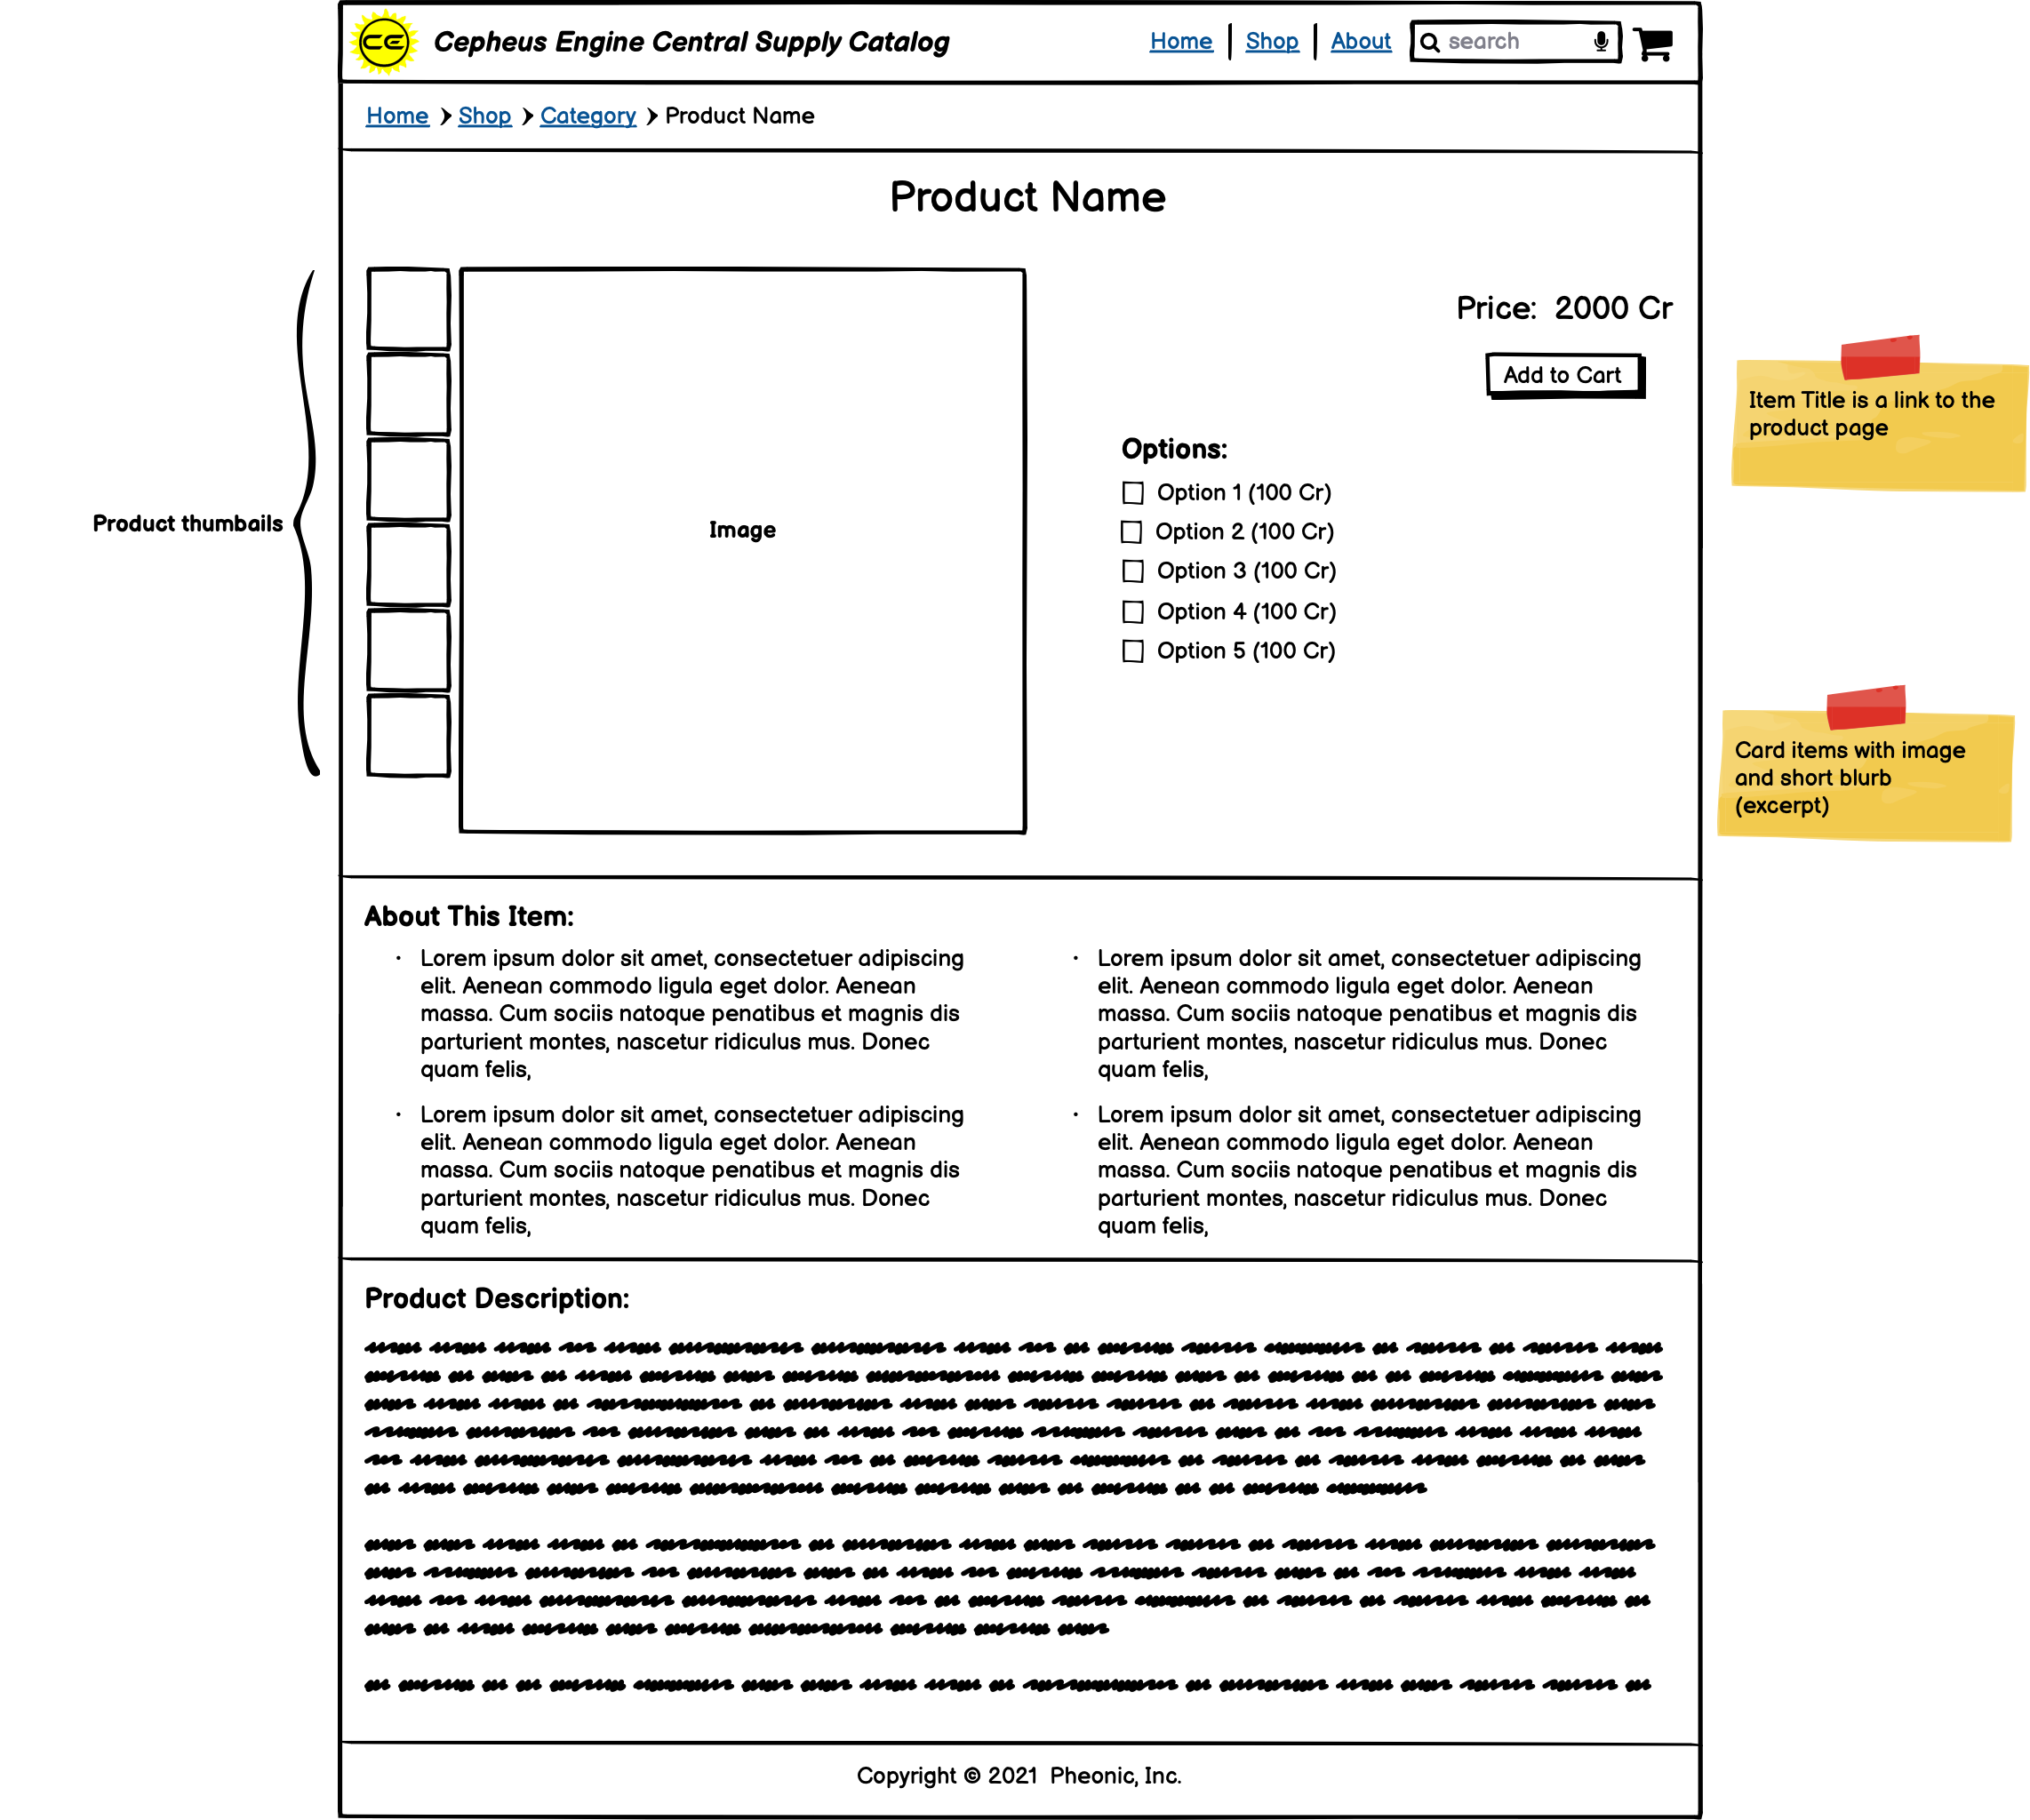 CE
Cepheus Engine Central Supply Catalog
Home
Shop
About
search
Home
Shop
Category
Product Name
Product Name
Product thumbails
Image
Price: 2000 Cr
Add to Cart
Options:
Option 1 (100 Cr)
Option 2 (100 Cr)
Option 3 (100 Cr)
Option 4 (100 Cr)
Option 5 (100 Cr)
Item Title is a link to the
product page
Card items with image
and short blurb
(excerpt)
About This Item:
• Lorem ipsum dolor sit amet, consectetuer adipiscing
elit. Aenean commodo ligula eget dolor. Aenean
massa. Cum sociis natoque penatibus et magnis dis
parturient montes, nascetur ridiculus mus. Donec
quam felis,
• Lorem ipsum dolor sit amet, consectetuer adipiscing
elit. Aenean commodo ligula eget dolor. Aenean
massa. Cum sociis natoque penatibus et magnis dis
parturient montes, nascetur ridiculus mus. Donec
quam felis,
• Lorem ipsum dolor sit amet, consectetuer adipiscing
elit. Aenean commodo ligula eget dolor. Aenean
massa. Cum sociis natoque penatibus et magnis dis
parturient montes, nascetur ridiculus mus. Donec
quam felis,
• Lorem ipsum dolor sit amet, consectetuer adipiscing
elit. Aenean commodo ligula eget dolor. Aenean
massa. Cum sociis natoque penatibus et magnis dis
parturient montes, nascetur ridiculus mus. Donec
quam felis,
Product Description:
Copyright © 2021 Pheonic, Inc.